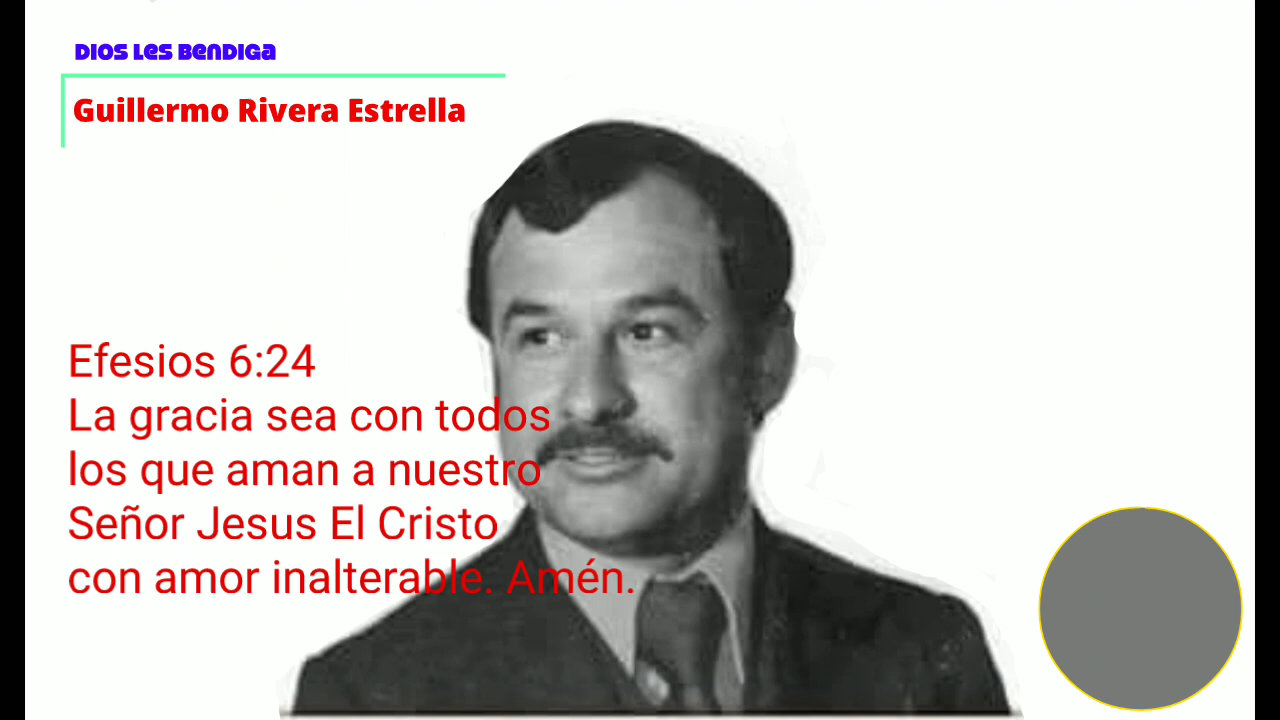 DIOS Les BenDIGa
Guillermo Rivera Estrella
Efesios 6:24
La gracia sea con todos
los que aman a nuestro
Señor Jesus El Cristo
con amor inalterable. Amén.